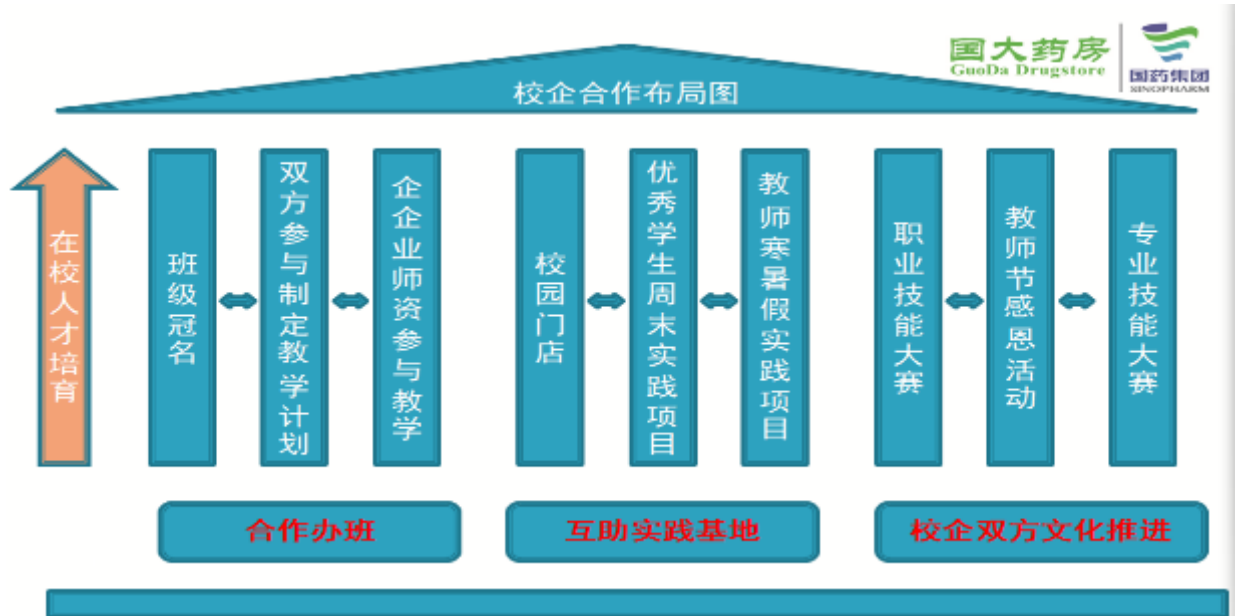 国大药房
GuoDa Drugstore
国药集团
SINOPHARM
校企合作布局图
在校人才培育
班级冠名
双方参与制定教学计划
企企业师资参与教学
校园门店
优秀学生周末实践项目
教师寒暑假实践项目
职业技能大赛
教师节感恩活动
专业技能大赛
合作办班
互助实践基地
校企双方文化推进